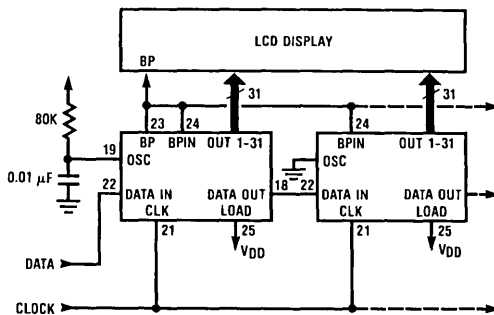 LCD DISPLAY
BP
31
31
80K
23
24
24
19
BP
BPIN
OUT 1-31
BPIN
OUT 1-31
OSC
OSC
0.01 µF
22
DATA IN
DATA OUT
18
22
DATA IN
DATA OUT
CLK
LOAD
CLK
LOAD
21
25
21
25
VDD
VDD
DATA
CLOCK